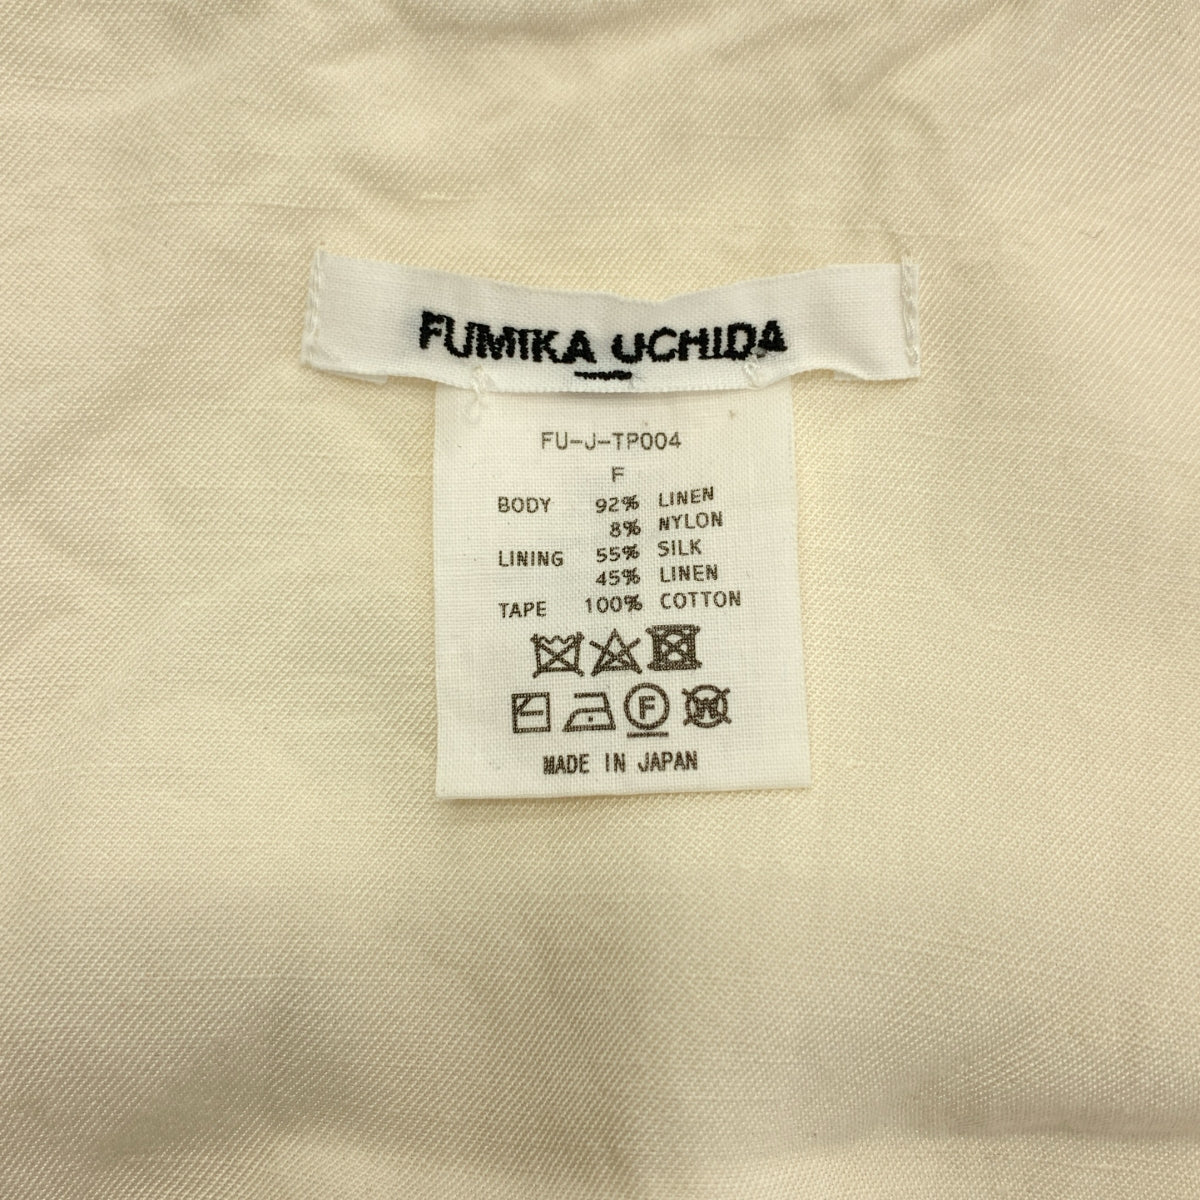 FUMIKA UCHIDA
FU-J-TP004
F
BODY 92% LINEN
8% NYLON
LINING 55% SILK
45% LINEN
TAPE 100% COTTON
F W
MADE IN JAPAN